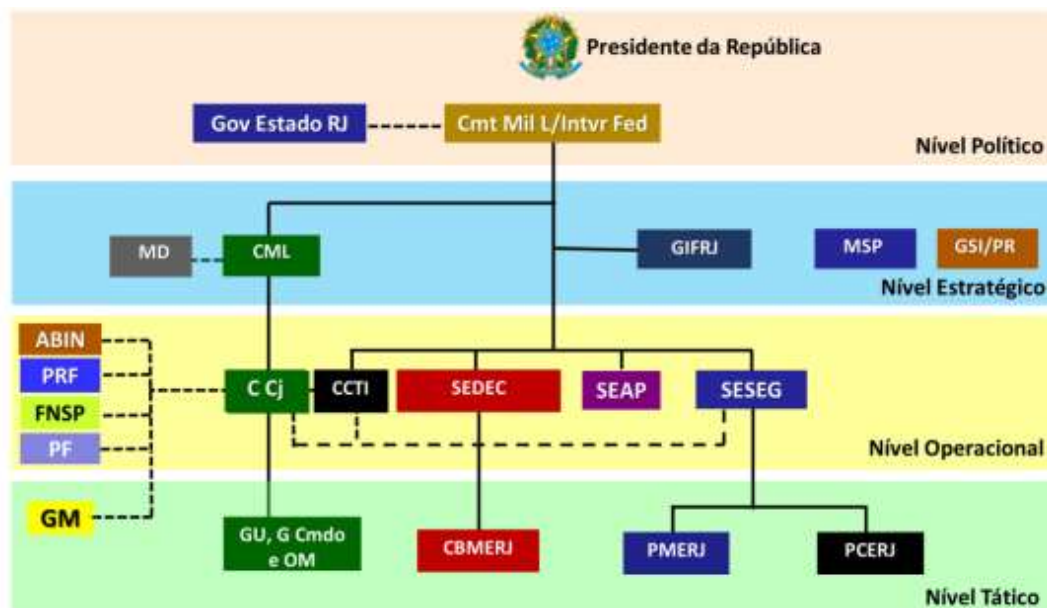 Presidente da República
Gov Estado RJ
Cmt Mil L/Intvr Fed
Nível Político
MD
CML
GIFRJ
MSP
GSI/PR
Nível Estratégico
ABIN
PRF
FNSP
PF
C Cj
CCTI
SEDEC
SEAP
SESEG
Nível Operacional
GM
GU, G Cmdo
e OM
CBMERJ
PMERJ
PCERJ
Nível Tático